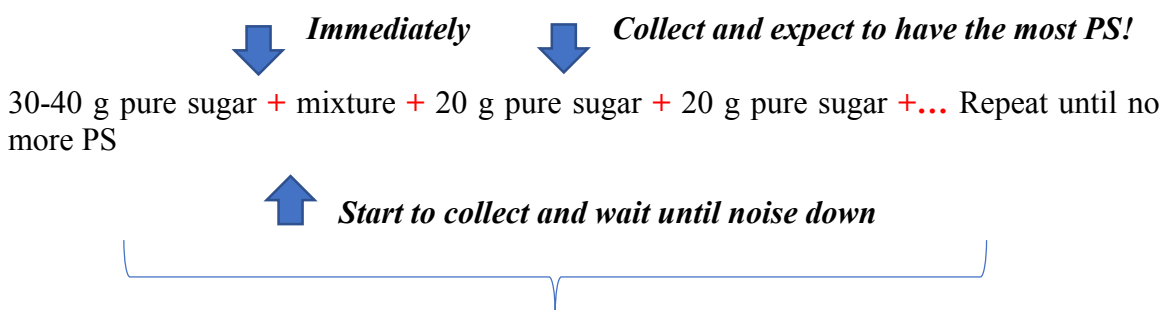 Immediately Collect and expect to have the most PS!
30-40 g pure sugar + mixture + 20 g pure sugar + 20 g pure sugar +... Repeat until no
more PS
Start to collect and wait until noise down